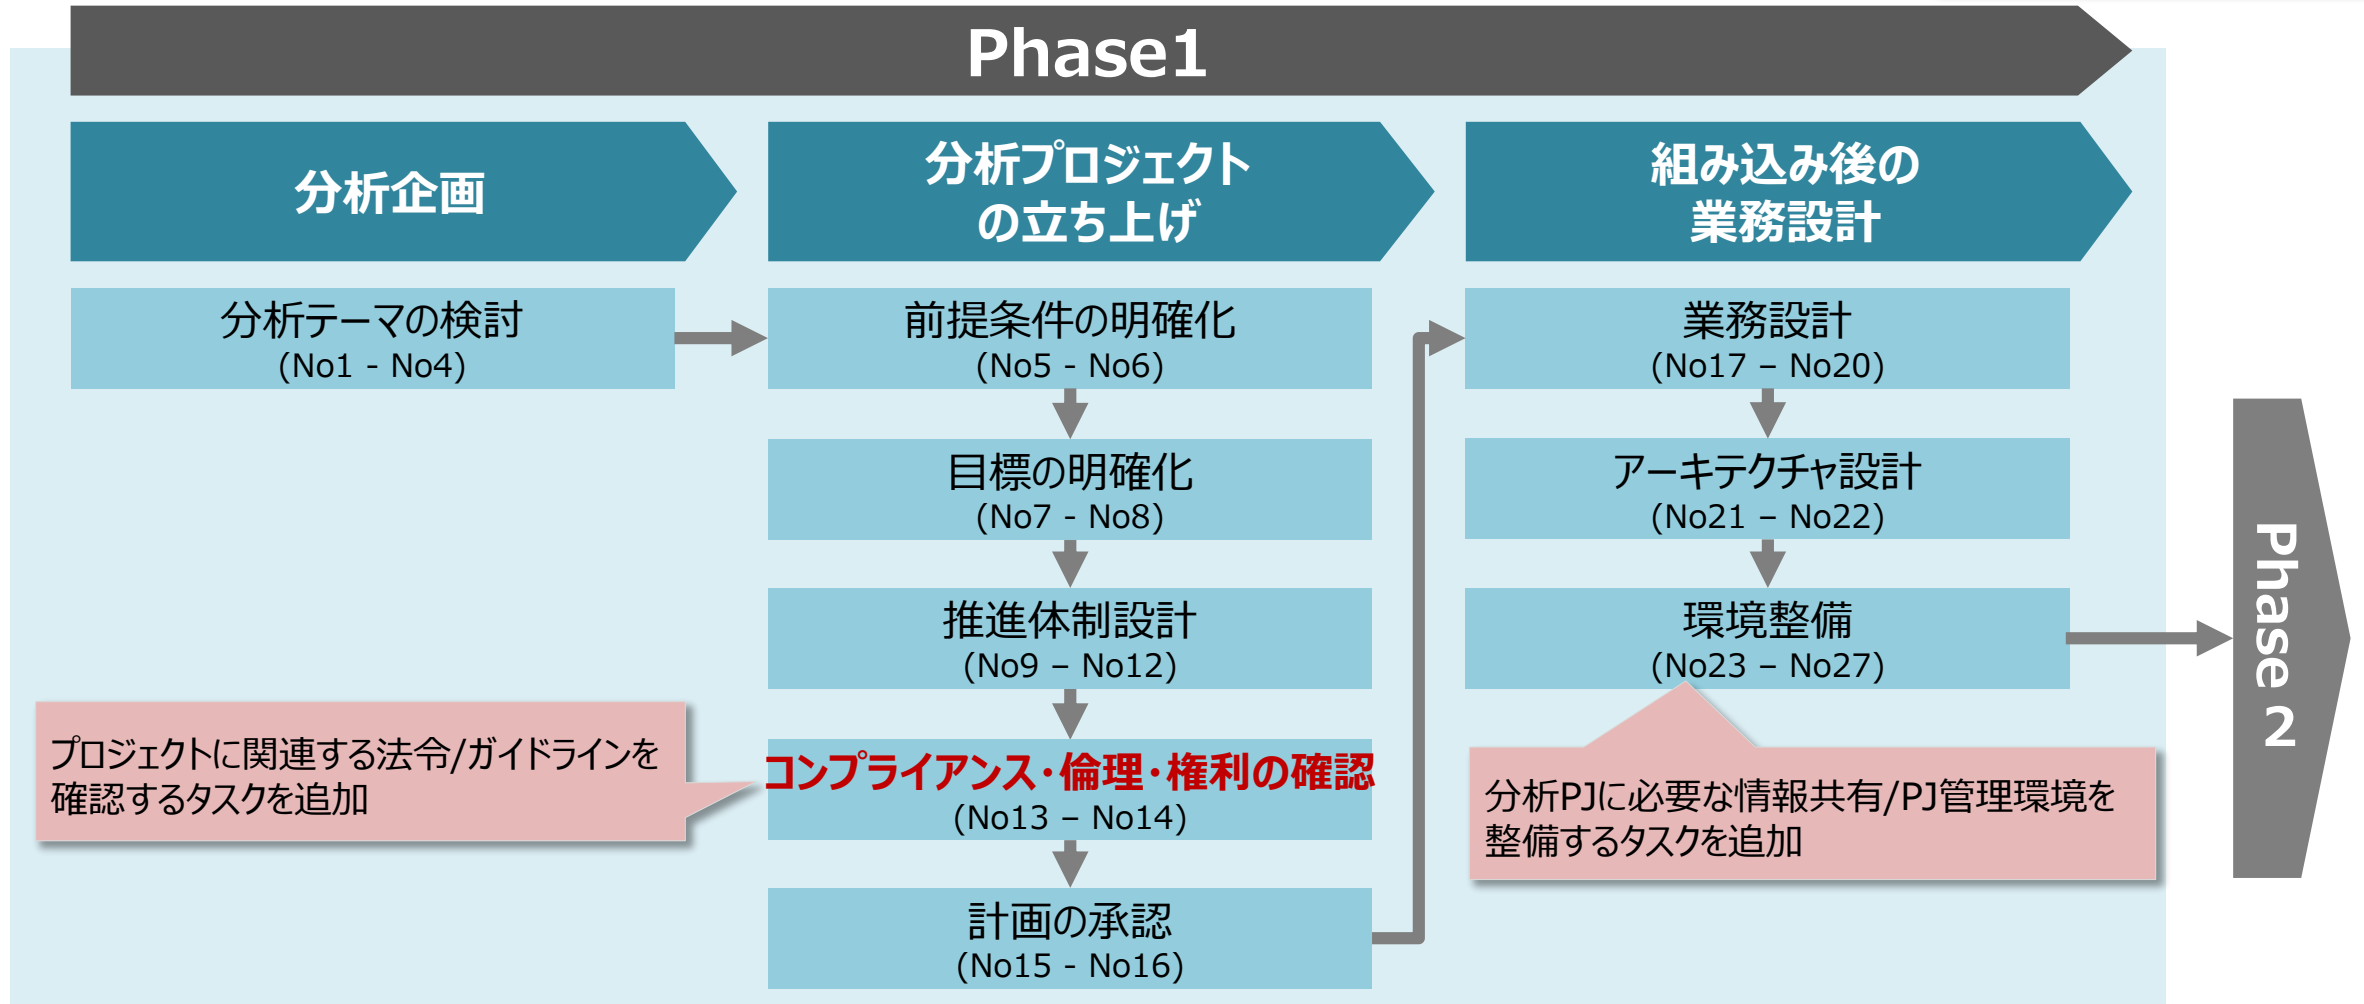 Phase1
分析企画
分析テーマの検討
(No1 - No4)
分析プロジェクト
の立ち上げ
前提条件の明確化
(No5 - No6)
目標の明確化
(No7 - No8)
推進体制設計
(No9 – No12)
コンプライアンス・倫理・権利の確認
(No13 – No14)
計画の承認
(No15 - No16)
プロジェクトに関連する法令/ガイドラインを
確認するタスクを追加
組み込み後の
業務設計
業務設計
(No17 – No20)
アーキテクチャ設計
(No21 – No22)
環境整備
(No23 – No27)
分析PJに必要な情報共有/PJ管理環境を
整備するタスクを追加
Phase 2